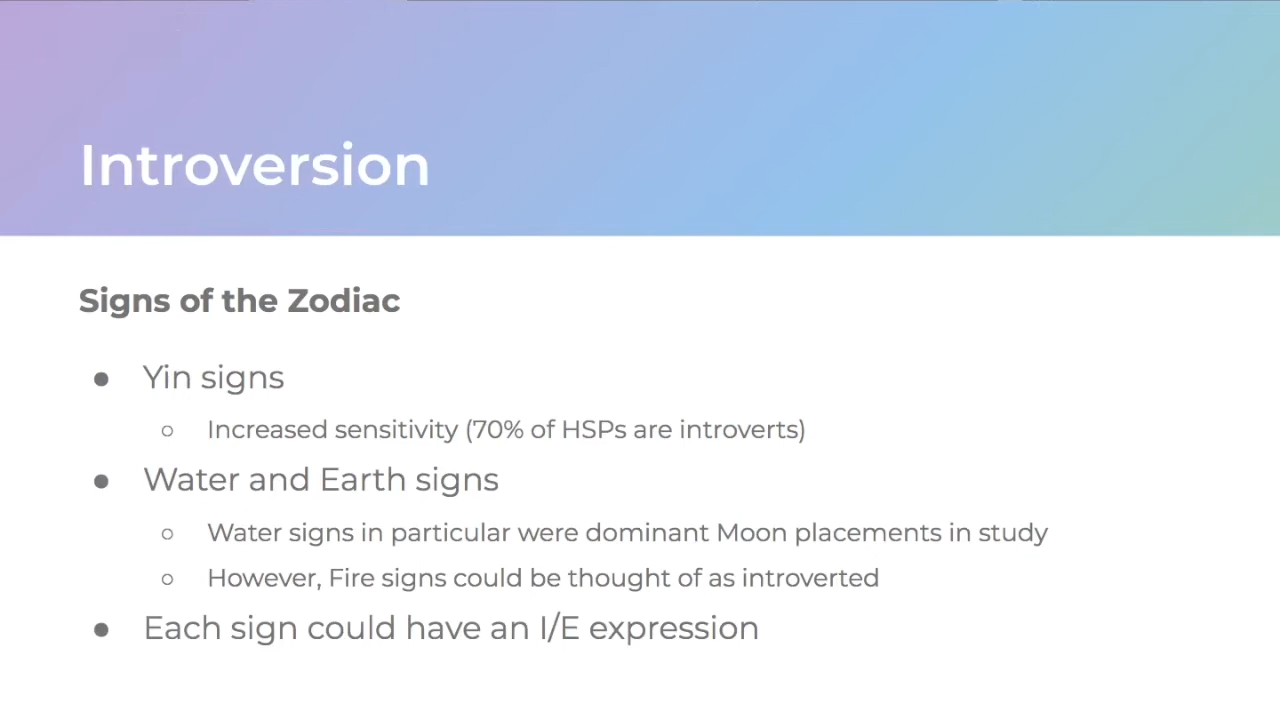 Introversion
Signs of the Zodiac
● Yin signs
○ Increased sensitivity (70% of HSPs are introverts)
● Water and Earth signs
○ Water signs in particular were dominant Moon placements in study
○ However, Fire signs could be thought of as introverted
● Each sign could have an I/E expression